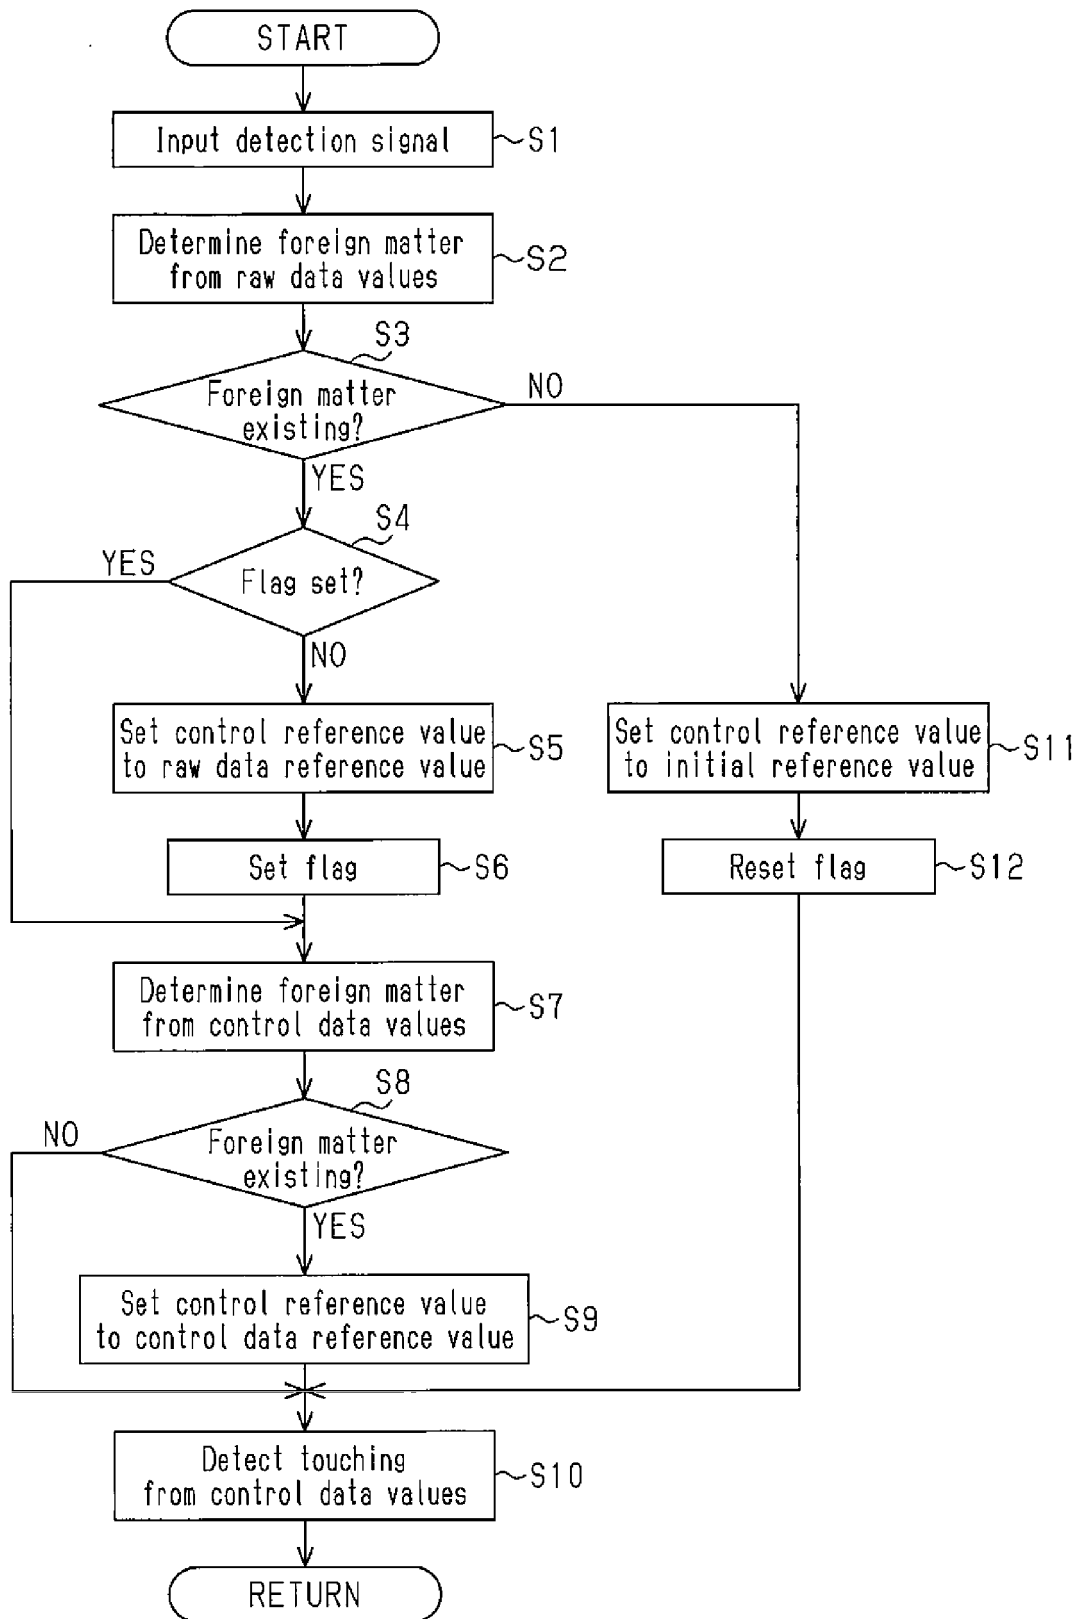 START
Input detection signal
S1
Determine foreign matter
from raw data values
S2
S3
Foreign matter
existing?
NO
YES
S4
YES
Flag set?
NO
Set control reference value
to raw data reference value
S5
Set control reference value
to initial reference value
S11
Set flag
S6
Reset flag
S12
Determine foreign matter
from control data values
S7
S8
NO
Foreign matter
existing?
YES
Set control reference value
to control data reference value
S9
Detect touching
from control data values
S10
RETURN